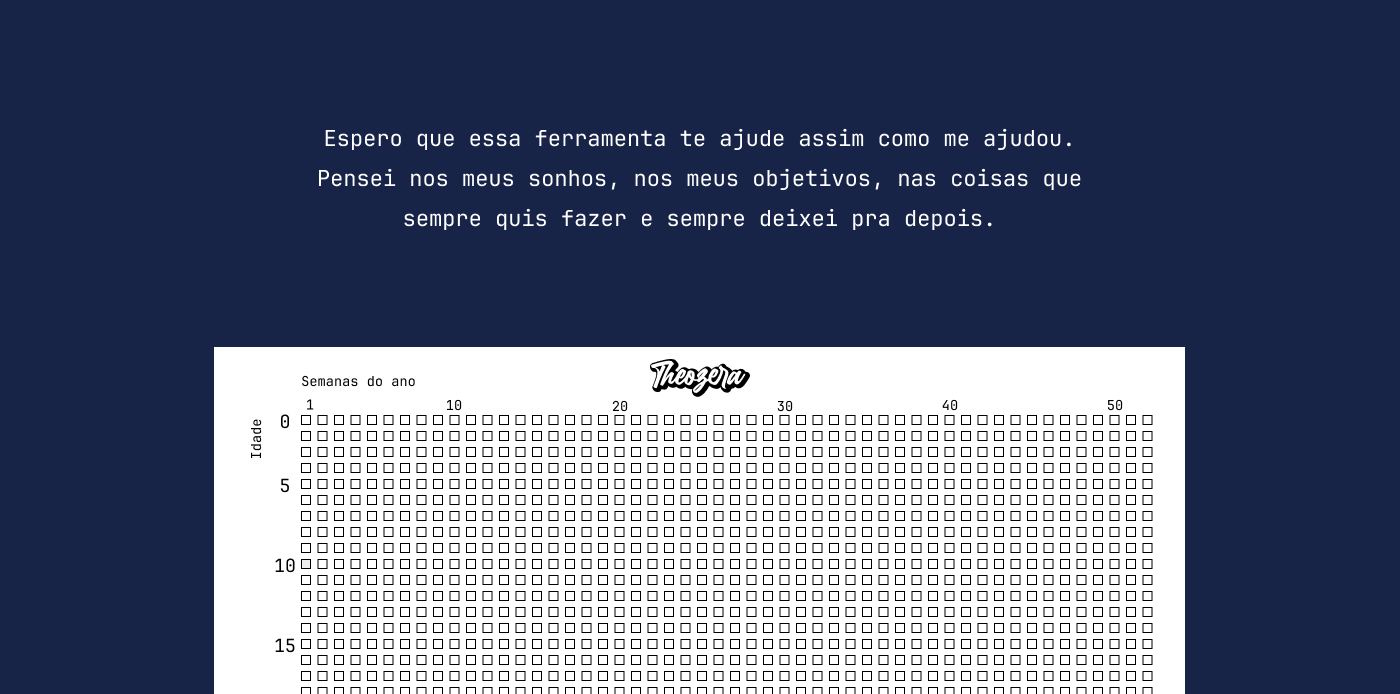 Espero que essa ferramenta te ajude assim como me ajudou.
Pensei nos meus sonhos, nos meus objetivos, nas coisas que
sempre quis fazer e sempre deixei pra depois.
Theozera
Semanas do ano
1 10 20 30 40 50
Idade
0
5
10
15